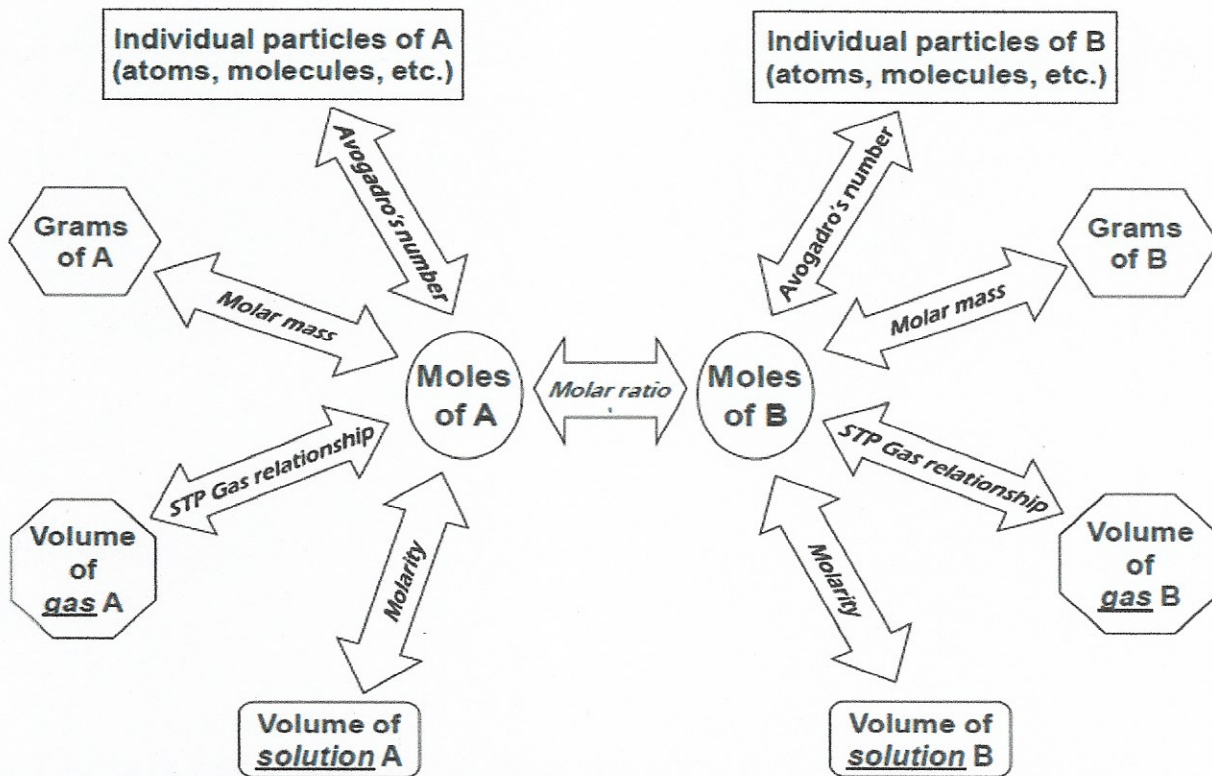 Individual particles of A
(atoms, molecules, etc.)
Individual particles of B
(atoms, molecules, etc.)
Avogadro's number
Avogadro's number
Grams
of A
Grams
of B
Molar mass
Molar mass
Moles
of A
Molar ratio
Moles
of B
STP Gas relationship
STP Gas relationship
Volume
of
gas A
Volume
of
gas B
Molarity
Molarity
Volume of
solution A
Volume of
solution B